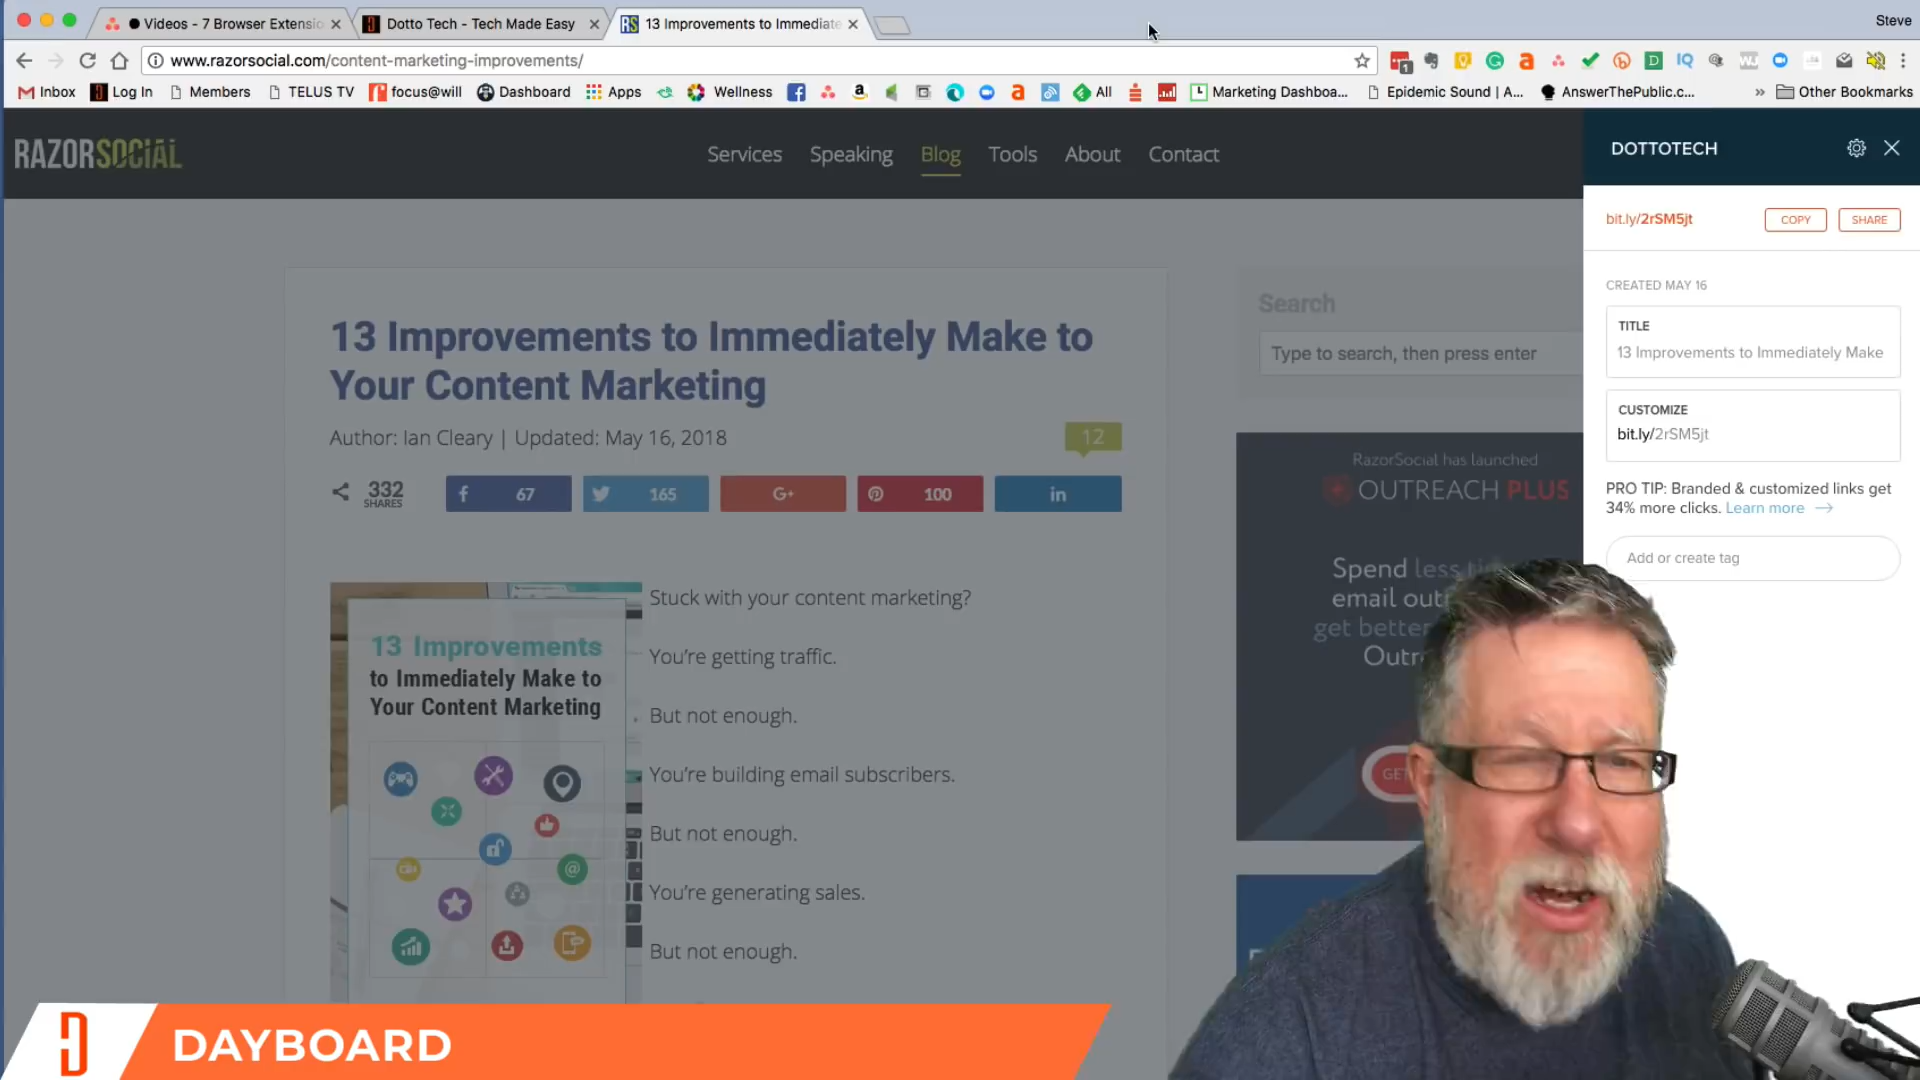 Videos - 7 Browser Extensio
Dotto Tech - Tech Made Easy
13 Improvements to Immediate
Steve
www.razorsocial.com/content-marketing-improvements/
Inbox
Log In
Members
TELUS TV
focus@will
Dashboard
Apps
Wellness
All
Marketing Dashboa...
Epidemic Sound | A...
AnswerThePublic.c...
»
Other Bookmarks
RAZORSOCIAL
Services
Speaking
Blog
Tools
About
Contact
DOTTOTECH
bit.ly/2rSM5jt
COPY
SHARE
CREATED MAY 16
TITLE
13 Improvements to Immediately Make
CUSTOMIZE
bit.ly/2rSM5jt
PRO TIP: Branded & customized links get
34% more clicks. Learn more →
Add or create tag
Search
Type to search, then press enter
13 Improvements to Immediately Make to
Your Content Marketing
Author: Ian Cleary | Updated: May 16, 2018
12
332
SHARES
67
165
G+
100
in
RazorSocial has launched
OUTREACH PLUS
Spend less
email
get better
13 Improvements
to Immediately Make to
Your Content Marketing
Stuck with your content marketing?
You're getting traffic.
But not enough.
You're building email subscribers.
But not enough.
You're generating sales.
But not enough.
DAYBOARD